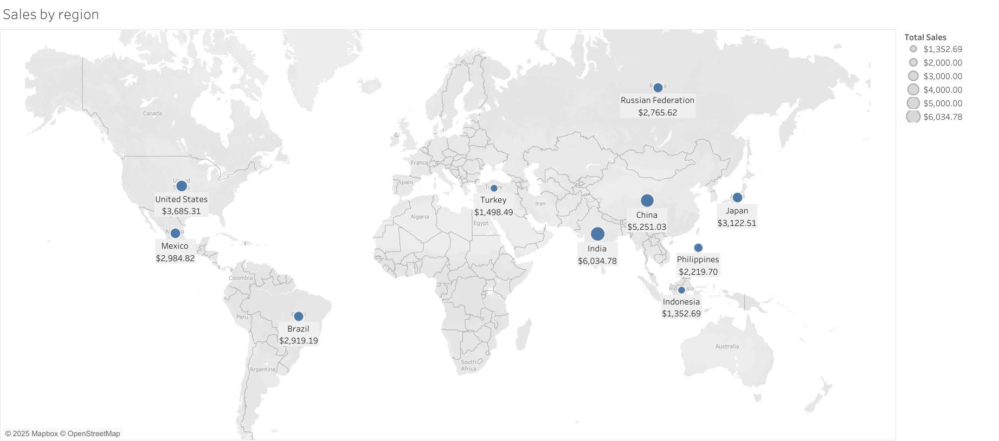 Sales by region
Total Sales
$1,352.69
$2,000.00
$3,000.00
$4,000.00
$5,000.00
$6,034.78
Russian Federation
$2,765.62
Canada
France
Spain
United States
$3,685.31
Turkey
$1,498.49
Iran
China
$5,251.03
Japan
$3,122.51
Algeria
Egypt
Mexico
$2,984.82
India
$6,034.78
Philippines
$2,219.70
Colombia
Indonesia
$1,352.69
Peru
Brazil
$2,919.19
Australia
South
Africa
Argentina
© 2025 Mapbox © OpenStreetMap